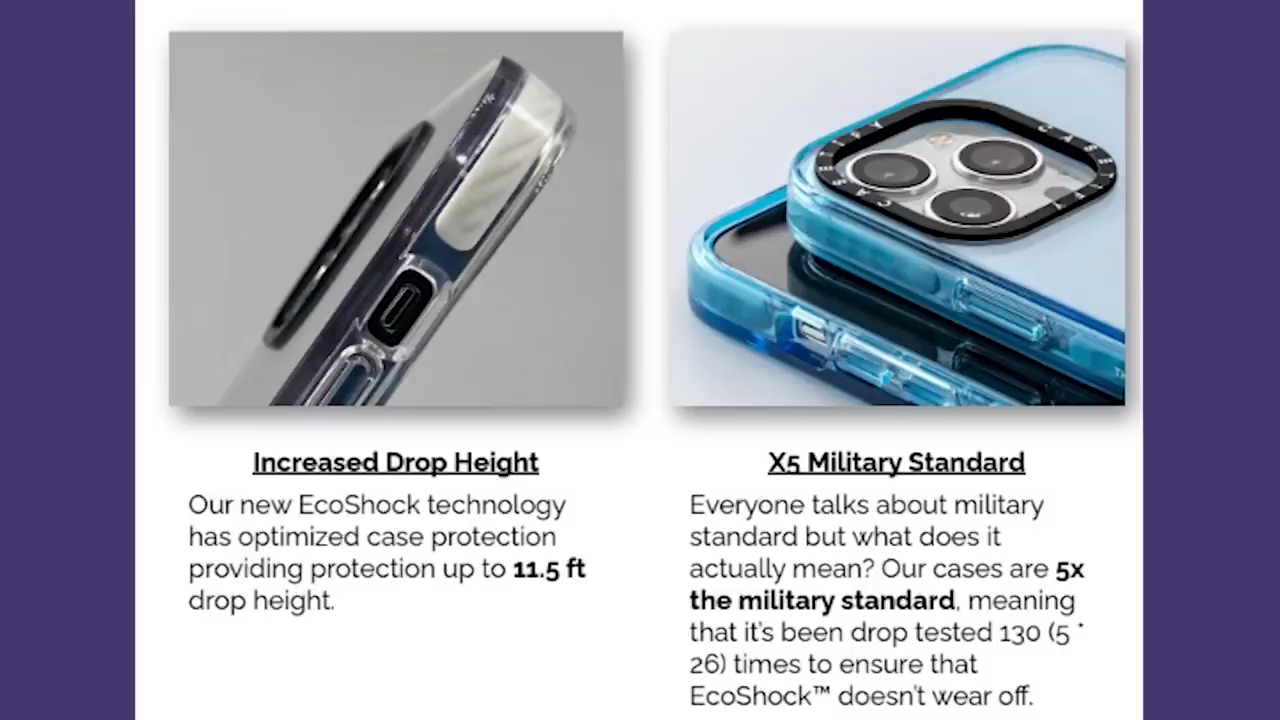 Increased Drop Height
Our new EcoShock technology
has optimized case protection
providing protection up to 11.5 ft
drop height.
X5 Military Standard
Everyone talks about military
standard but what does it
actually mean? Our cases are 5x
the military standard, meaning
that it's been drop tested 130 (5 *
26) times to ensure that
EcoShock™ doesn't wear off.